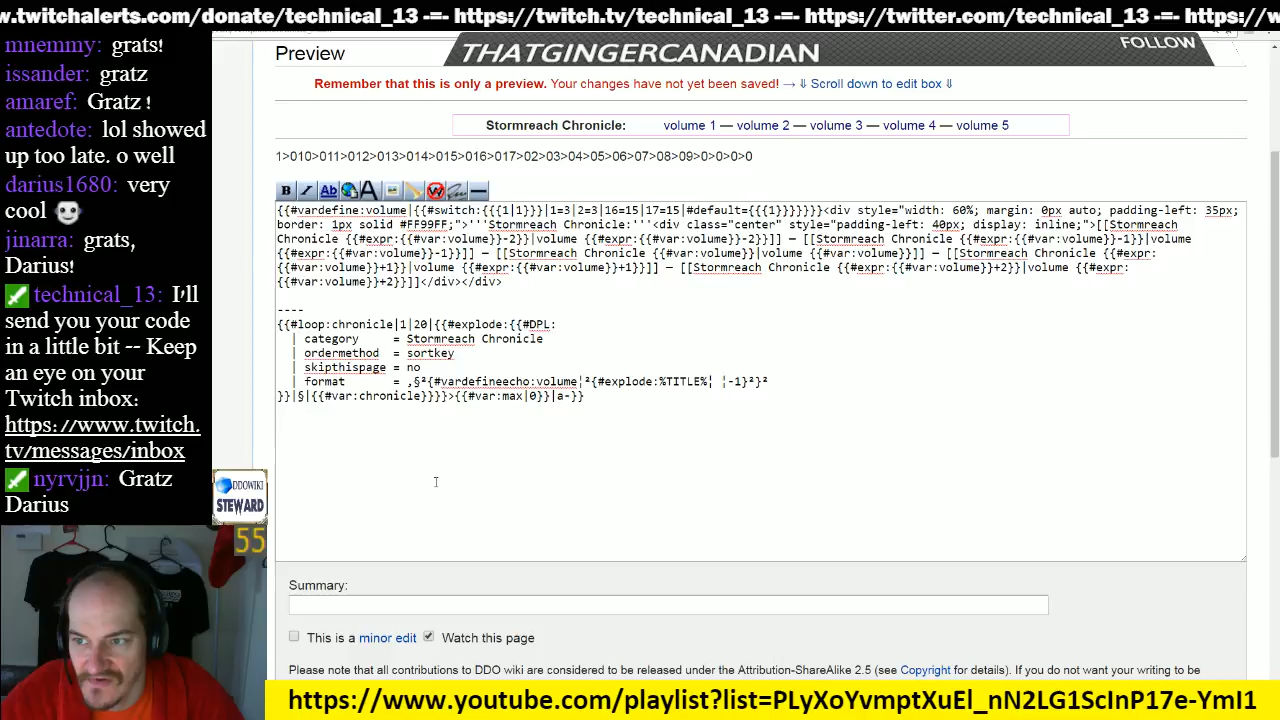 w.twitchalerts.com/donate/technical_13 -=- https://twitch.tv/technical_13 -=- https://twitter.com/technical_13 -=- https://w
mnemmy: grats!
issander: gratz
amaref: Gratz !
antedote: lol showed
up too late. o well
darius1680: very
cool
jinarra: grats,
Darius!
technical_13: I'll
send you your code
in a little bit -- Keep
an eye on your
Twitch inbox:
https://www.twitch.
tv/messages/inbox
nyrvjjn: Gratz
Darius
DDOWIKI
STEWARD
55
Preview
THATGINGERCANADIAN
FOLLOW
Remember that this is only a preview. Your changes have not yet been saved! → ⇓ Scroll down to edit box ⇓
Stormreach Chronicle: volume 1 — volume 2 — volume 3 — volume 4 — volume 5
1>010>011>012>013>014>015>016>017>02>03>04>05>06>07>08>09>0>0>0>0
B I Ab A W
{{#vardefine:volume|{{#switch:{{{1|1}}}|1=3|2=3|16=15|17=15|#default={{{1}}}}}}}<div style="width: 60%; margin: 0px auto; padding-left: 35px;
border: 1px solid #FF99FF;">'''Stormreach Chronicle:'''<div class="center" style="padding-left: 40px; display: inline;">[[Stormreach
Chronicle {{#expr:{{#var:volume}}-2}}|volume {{#expr:{{#var:volume}}-2}}]] — [[Stormreach Chronicle {{#expr:{{#var:volume}}-1}}|volume
{{#expr:{{#var:volume}}-1}}]] — [[Stormreach Chronicle {{#var:volume}}|volume {{#var:volume}}]] — [[Stormreach Chronicle {{#expr:
{{#var:volume}}+1}}|volume {{#expr:{{#var:volume}}+1}}]] — [[Stormreach Chronicle {{#expr:{{#var:volume}}+2}}|volume {{#expr:
{{#var:volume}}+2}}]]</div></div>
----
{{#loop:chronicle|1|20|{{#explode:{{#DPL:
| category = Stormreach Chronicle
| ordermethod = sortkey
| skipthispage = no
| format = ,§²{#vardefineecho:volume¦²{#explode:%TITLE%¦ ¦-1}²}²
}}|§|{{#var:chronicle}}}}>{{#var:max|0}}|a-}}
Summary:
This is a minor edit Watch this page
Please note that all contributions to DDO wiki are considered to be released under the Attribution-ShareAlike 2.5 (see Copyright for details). If you do not want your writing to be
https://www.youtube.com/playlist?list=PLyXoYvmptXuEl_nN2LG1ScInP17e-YmI1